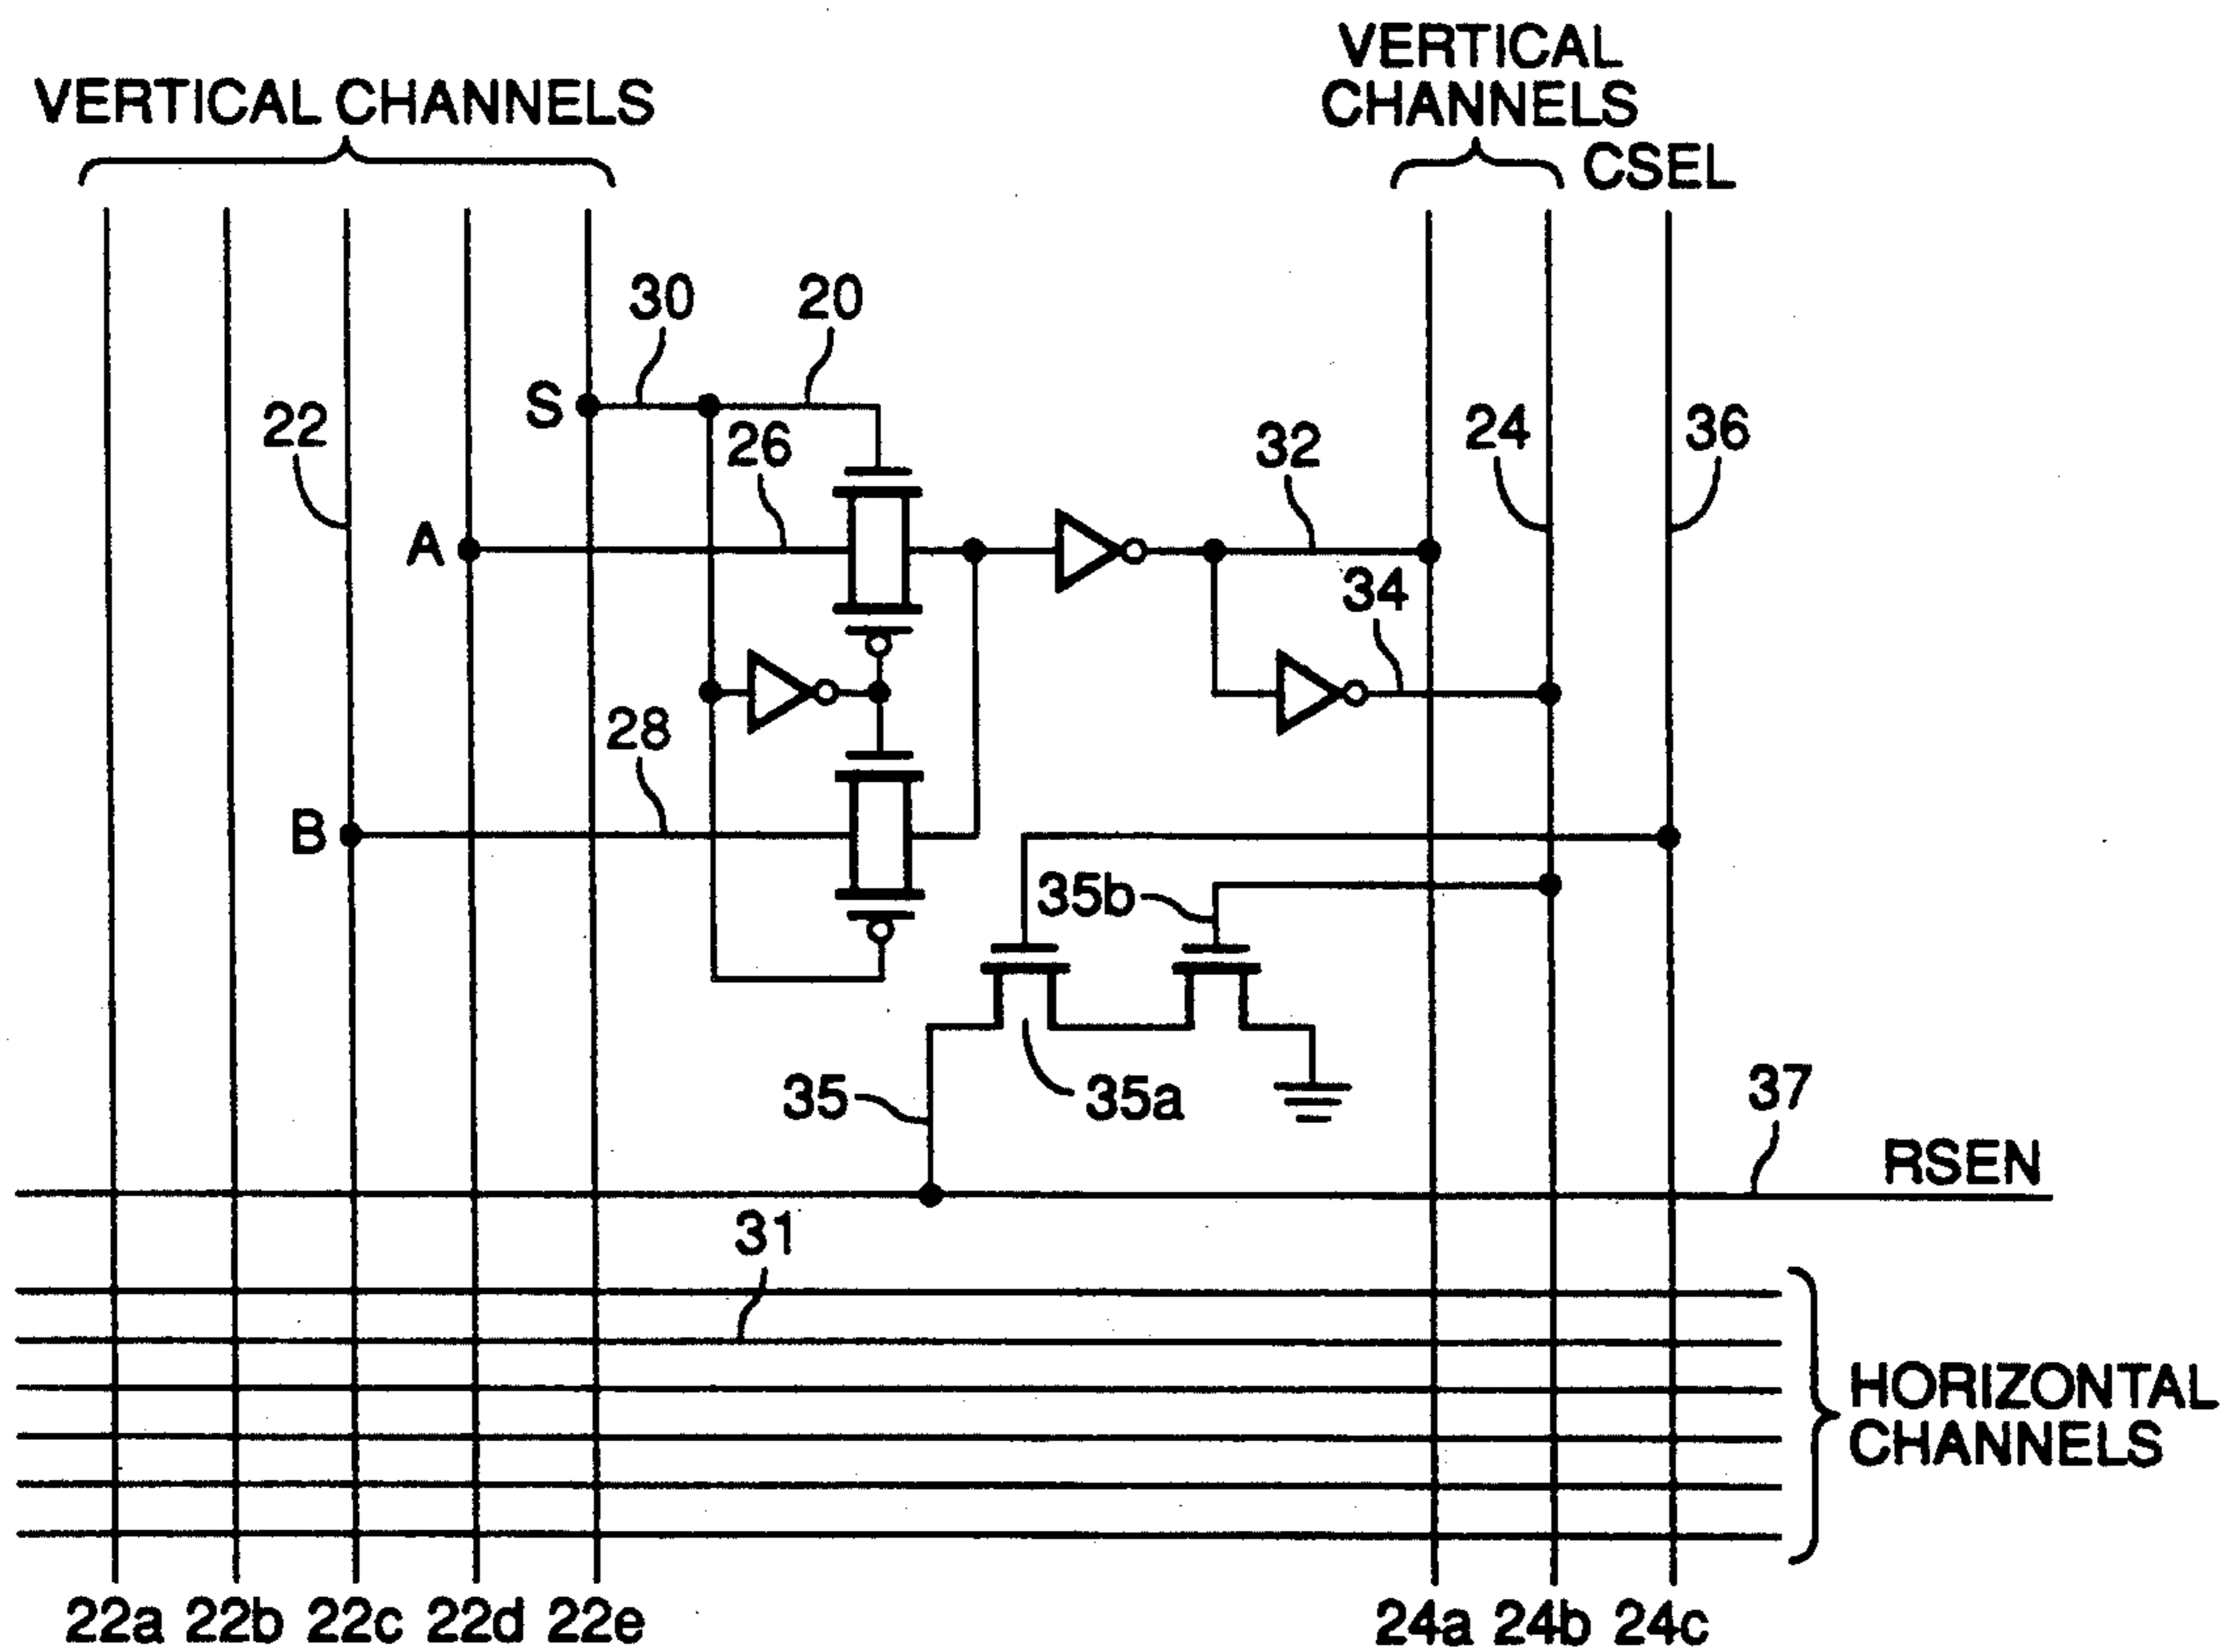 VERTICAL
CHANNELS
VERTICAL CHANNELS
CSEL
30
20
S
22
26
32
24
36
A
34
28
B
35b
35
35a
37
RSEN
31
HORIZONTAL
CHANNELS
22a 22b 22c 22d 22e
24a 24b 24c